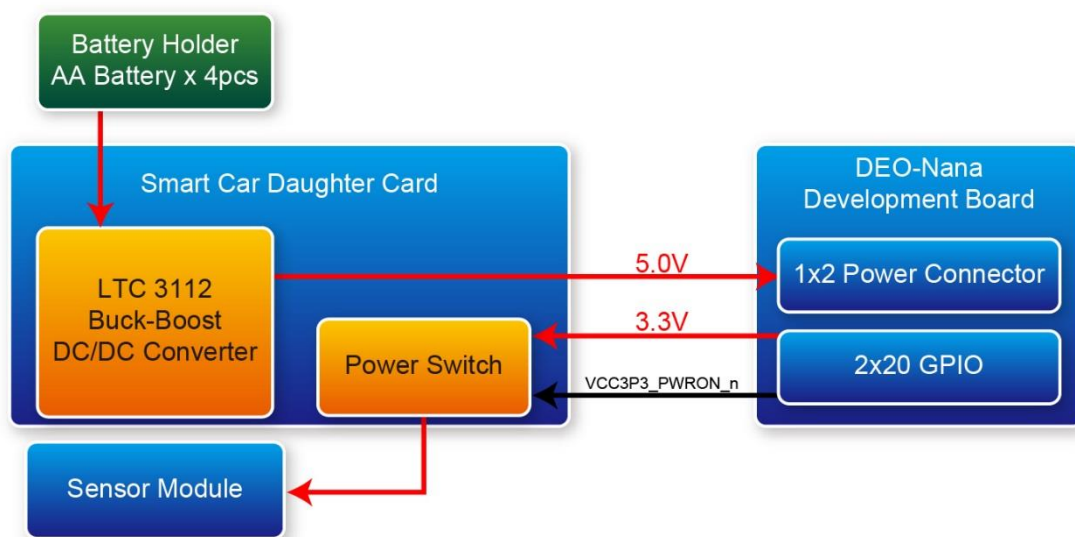 Battery Holder
AA Battery x 4pcs
Smart Car Daughter Card
LTC 3112
Buck-Boost
DC/DC Converter
Power Switch
Sensor Module
5.0V
3.3V
VCC3P3_PWRON_n
DEO-Nana
Development Board
1x2 Power Connector
2x20 GPIO